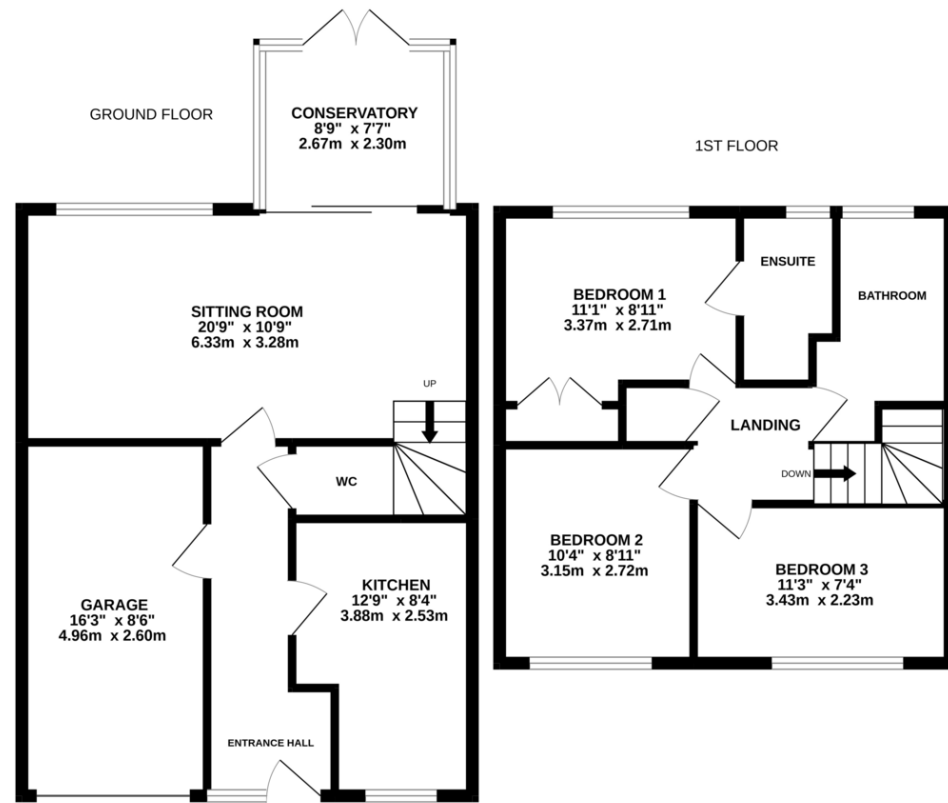 GROUND FLOOR
CONSERVATORY
8'9" x 7'7"
2.67m x 2.30m
SITTING ROOM
20'9" x 10'9"
6.33m x 3.28m
UP
WC
KITCHEN
12'9" x 8'4"
3.88m x 2.53m
GARAGE
16'3" x 8'6"
4.96m x 2.60m
ENTRANCE HALL
1ST FLOOR
BEDROOM 1
11'1" x 8'11"
3.37m x 2.71m
ENSUITE
BATHROOM
LANDING
DOWN
BEDROOM 2
10'4" x 8'11"
3.15m x 2.72m
BEDROOM 3
11'3" x 7'4"
3.43m x 2.23m